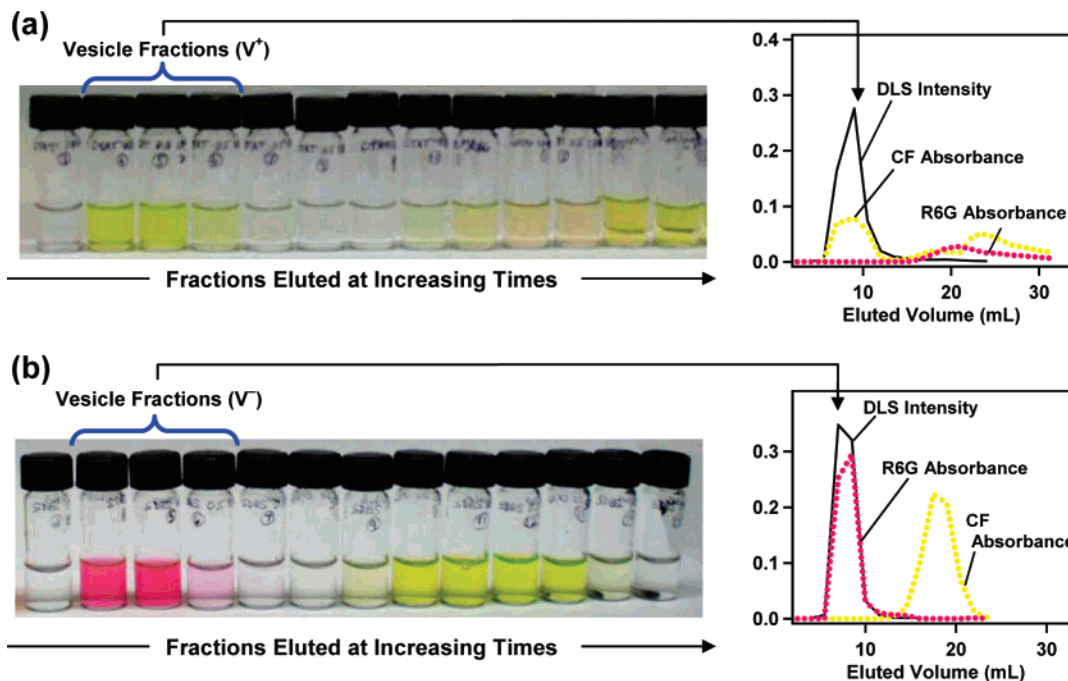 (a)
Vesicle Fractions (V⁺)
Fractions Eluted at Increasing Times
0.4
0.3
0.2
0.1
0.0
DLS Intensity
CF Absorbance
R6G Absorbance
10 20 30
Eluted Volume (mL)
(b)
Vesicle Fractions (V⁻)
Fractions Eluted at Increasing Times
0.3
0.2
0.1
0.0
DLS Intensity
R6G Absorbance
CF
Absorbance
10 20 30
Eluted Volume (mL)